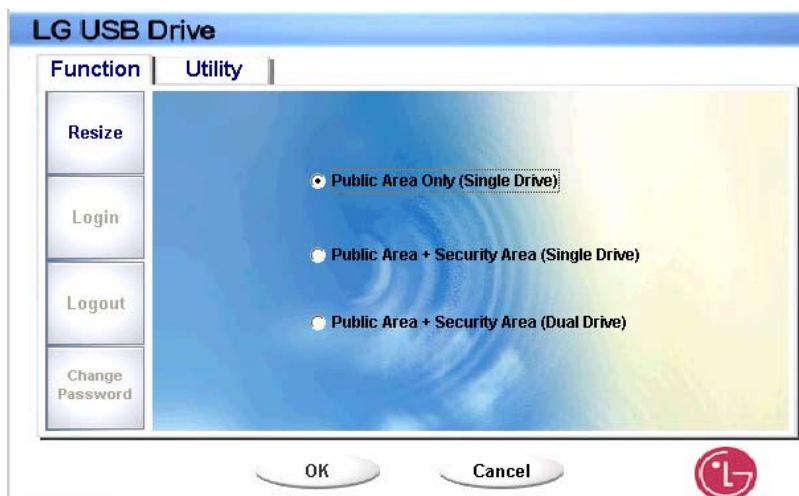 LG USB Drive
Function
Utility
Resize
Login
Logout
Change
Password
Public Area Only (Single Drive)
Public Area + Security Area (Single Drive)
Public Area + Security Area (Dual Drive)
OK
Cancel